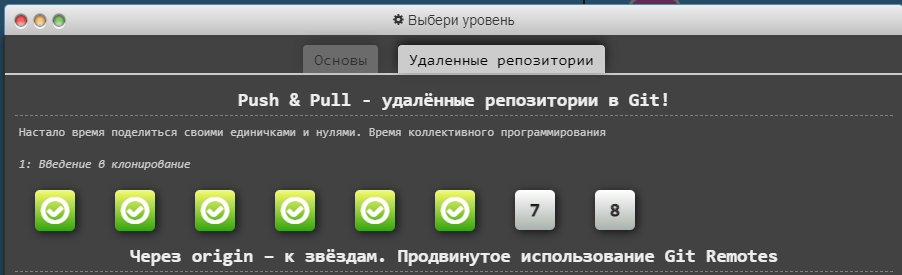 Выбери уровень
Основы Удаленные репозитории
Push & Pull - удалённые репозитории в Git!
Настало время поделиться своими единичками и нулями. Время коллективного программирования
1: Введение в клонирование
7 8
Через origin – к звёздам. Продвинутое использование Git Remotes